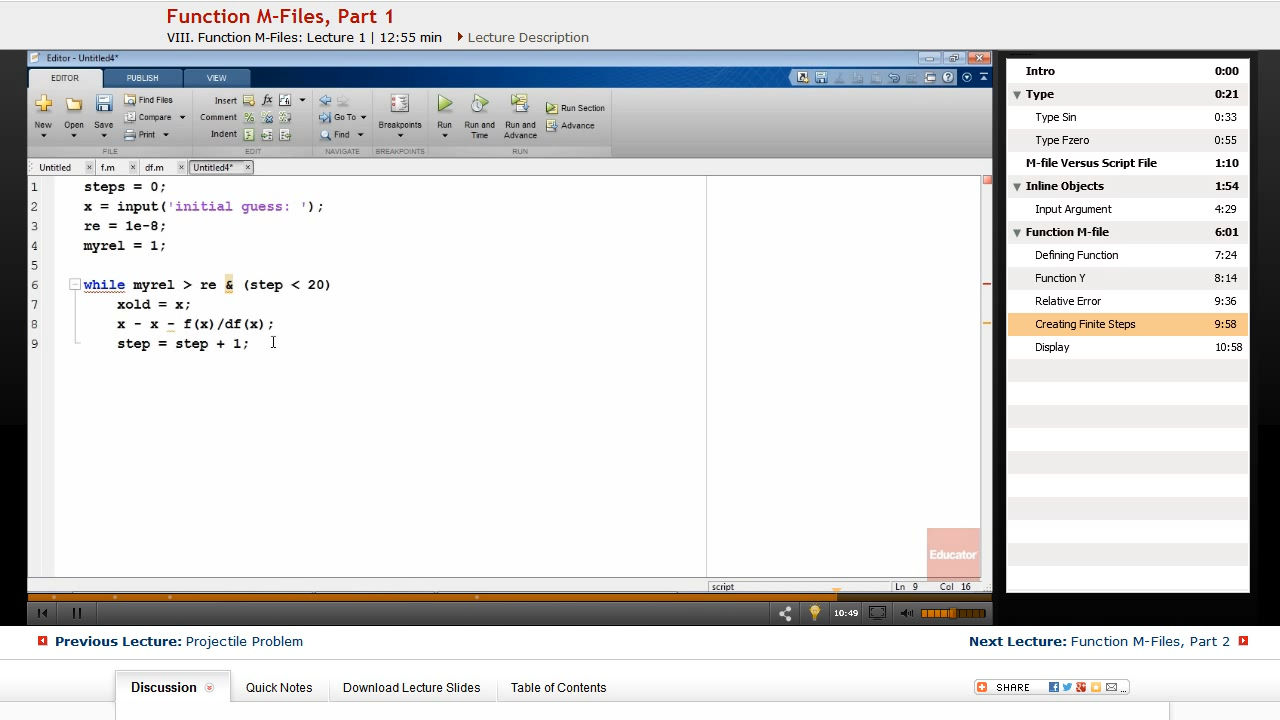 Function M-Files, Part 1
VIII. Function M-Files: Lecture 1 | 12:55 min Lecture Description
Editor - Untitled4*
EDITOR PUBLISH VIEW
New Open Save Find Files Compare Print FILE
Insert Comment Indent EDIT
Go To Find NAVIGATE
Breakpoints BREAKPOINTS
Run Run and Time Run and Advance Run Section Advance RUN
Untitled f.m df.m Untitled4*
1 steps = 0;
2 x = input('initial guess: ');
3 re = 1e-8;
4 myrel = 1;
5
6 while myrel > re & (step < 20)
7 xold = x;
8 x - x - f(x)/df(x);
9 step = step + 1;
Educator
script Ln 9 Col 16
10:49
Intro 0:00
Type 0:21
Type Sin 0:33
Type Fzero 0:55
M-file Versus Script File 1:10
Inline Objects 1:54
Input Argument 4:29
Function M-file 6:01
Defining Function 7:24
Function Y 8:14
Relative Error 9:36
Creating Finite Steps 9:58
Display 10:58
Previous Lecture: Projectile Problem
Next Lecture: Function M-Files, Part 2
Discussion Quick Notes Download Lecture Slides Table of Contents
SHARE